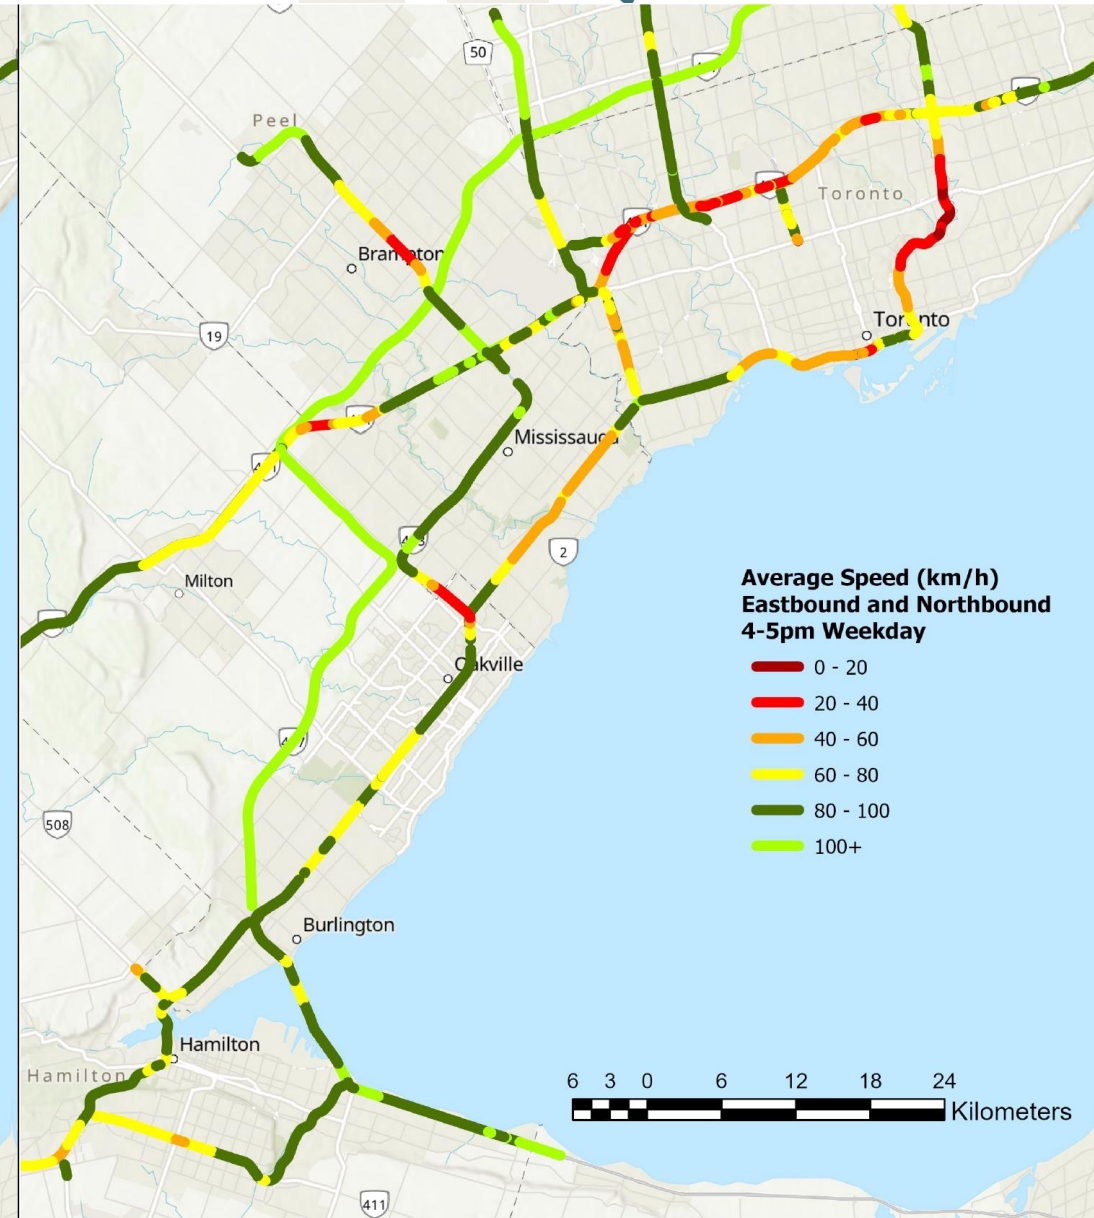 50
Peel
Toronto
Brampton
19
Toronto
Mississauga
2
Milton
Average Speed (km/h)
Eastbound and Northbound
4-5pm Weekday
0 - 20
20 - 40
40 - 60
60 - 80
80 - 100
100+
Oakville
508
Burlington
Hamilton
Hamilton
6 3 0 6 12 18 24
Kilometers
411